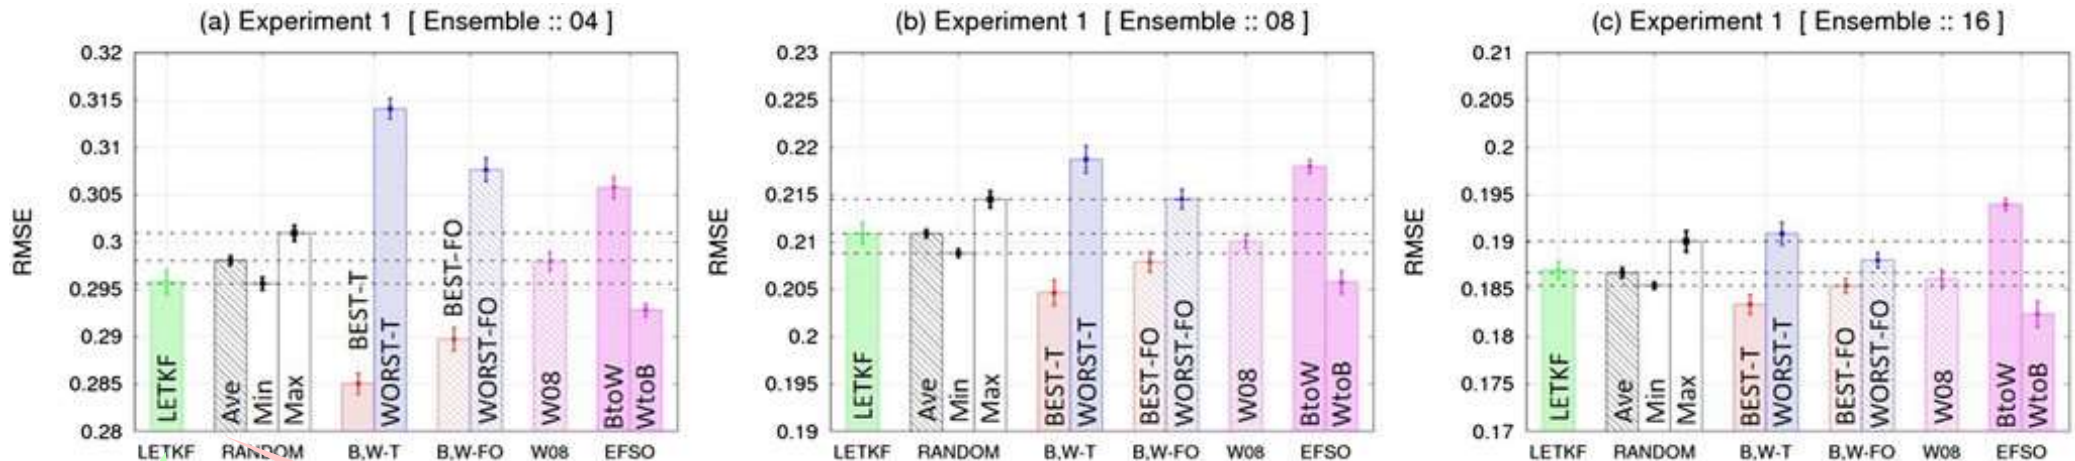 (a) Experiment 1 [ Ensemble :: 04 ]
RMSE
0.32
0.315
0.31
0.305
0.3
0.295
0.29
0.285
0.28
LETKF
Ave
Min
Max
BEST-T
WORST-T
BEST-FO
WORST-FO
W08
BtoW
WtoB
LETKF RANDOM B,W-T B,W-FO W08 EFSO
(b) Experiment 1 [ Ensemble :: 08 ]
RMSE
0.23
0.225
0.22
0.215
0.21
0.205
0.2
0.195
0.19
LETKF
Ave
Min
Max
BEST-T
WORST-T
BEST-FO
WORST-FO
W08
BtoW
WtoB
LETKF RANDOM B,W-T B,W-FO W08 EFSO
(c) Experiment 1 [ Ensemble :: 16 ]
RMSE
0.21
0.205
0.2
0.195
0.19
0.185
0.18
0.175
0.17
LETKF
Ave
Min
Max
BEST-T
WORST-T
BEST-FO
WORST-FO
W08
BtoW
WtoB
LETKF RANDOM B,W-T B,W-FO W08 EFSO